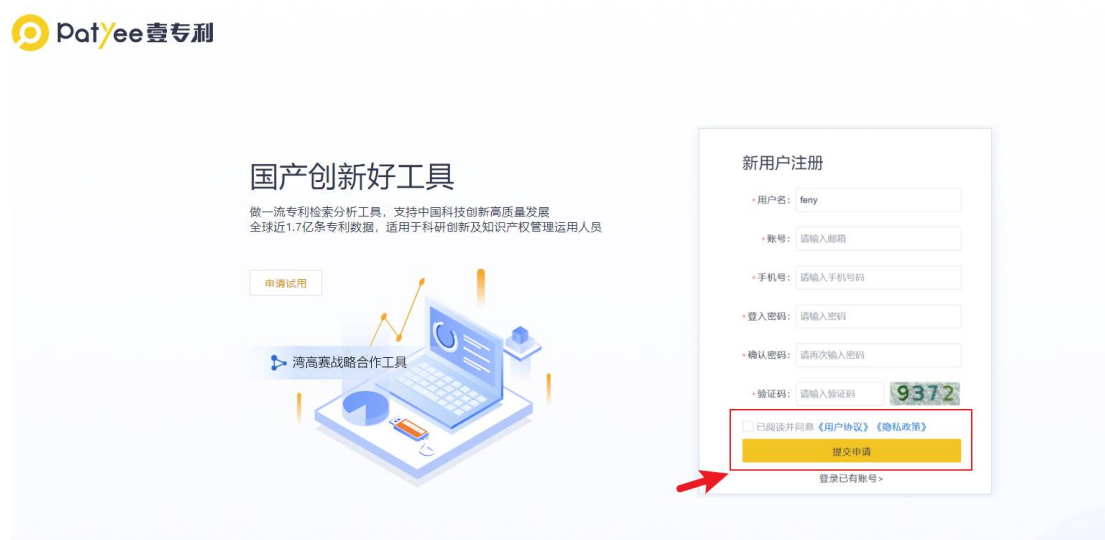 Patyee壹专利
国产创新好工具
做一流专利检索分析工具，支持中国科技创新高质量发展
全球近1.7亿条专利数据，适用于科研创新及知识产权管理运用人员
申请试用
湾高赛战略合作工具
新用户注册
*用户名： feny
*账号： 请输入邮箱
*手机号： 请输入手机号码
*登入密码： 请输入密码
*确认密码： 请再次输入密码
*验证码： 请输入验证码 9372
已阅读并同意《用户协议》《隐私政策》
提交申请
登录已有账号>